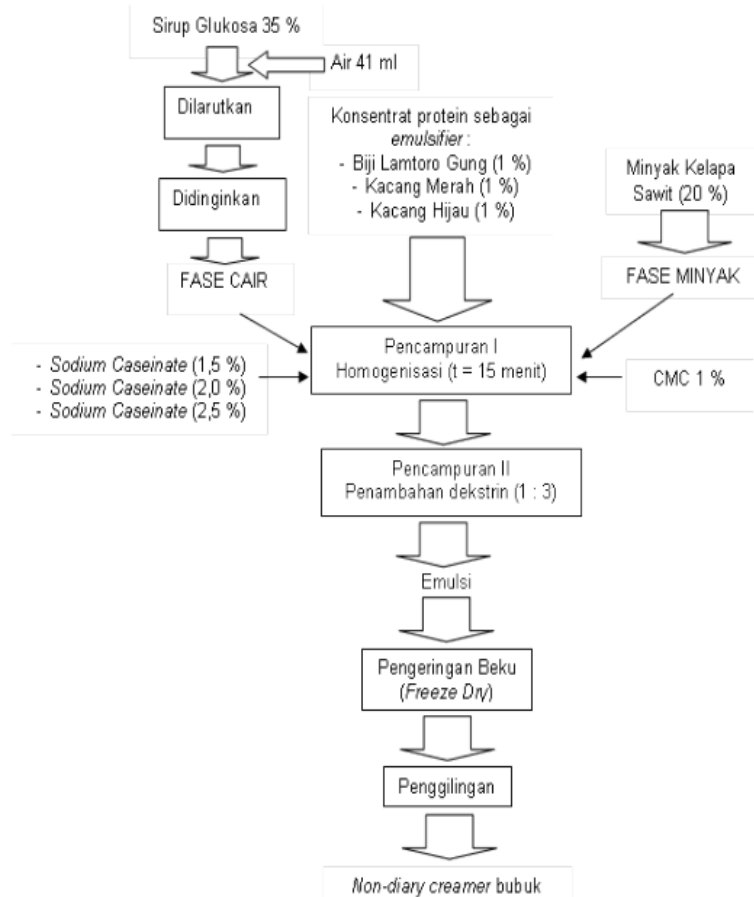 Sirup Glukosa 35 %
Air 41 ml
Dilarutkan
Didinginkan
FASE CAIR
Konsentrat protein sebagai
emulsifier :
- Biji Lamtoro Gung (1 %)
- Kacang Merah (1 %)
- Kacang Hijau (1 %)
Minyak Kelapa
Sawit (20 %)
FASE MINYAK
- Sodium Caseinate (1,5 %)
- Sodium Caseinate (2,0 %)
- Sodium Caseinate (2,5 %)
Pencampuran I
Homogenisasi (t = 15 menit)
CMC 1 %
Pencampuran II
Penambahan dekstrin (1 : 3)
Emulsi
Pengeringan Beku
(Freeze Dry)
Penggilingan
Non-diary creamer bubuk